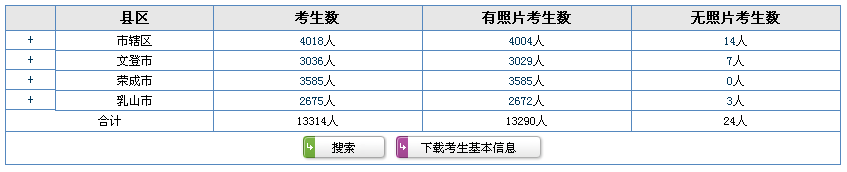 县区 考生数 有照片考生数 无照片考生数
+ 市辖区 4018人 4004人 14人
+ 文登市 3036人 3029人 7人
+ 荣成市 3585人 3585人 0人
+ 乳山市 2675人 2672人 3人
合计 13314人 13290人 24人
搜索 下载考生基本信息